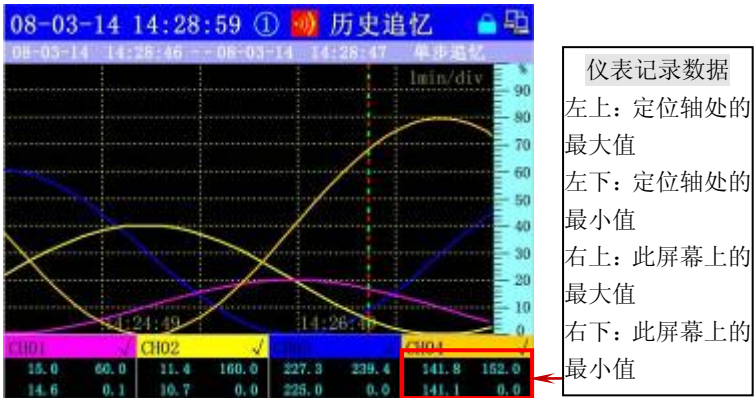 08-03-14 14:28:59 ① 历史追忆
08-03-14 14:28:46 -- 08-03-14 14:28:47 单步追忆
1min/div
%
90
80
70
60
50
40
30
20
10
0
14:24:49
14:26:49
CH01 √ CH02 √ CH03 √ CH04 √
15.0 60.0 11.4 160.0 227.3 239.4 141.8 152.0
14.6 0.1 10.7 0.0 225.0 0.0 141.1 0.0
仪表记录数据
左上：定位轴处的
最大值
左下：定位轴处的
最小值
右上：此屏幕上的
最大值
右下：此屏幕上的
最小值